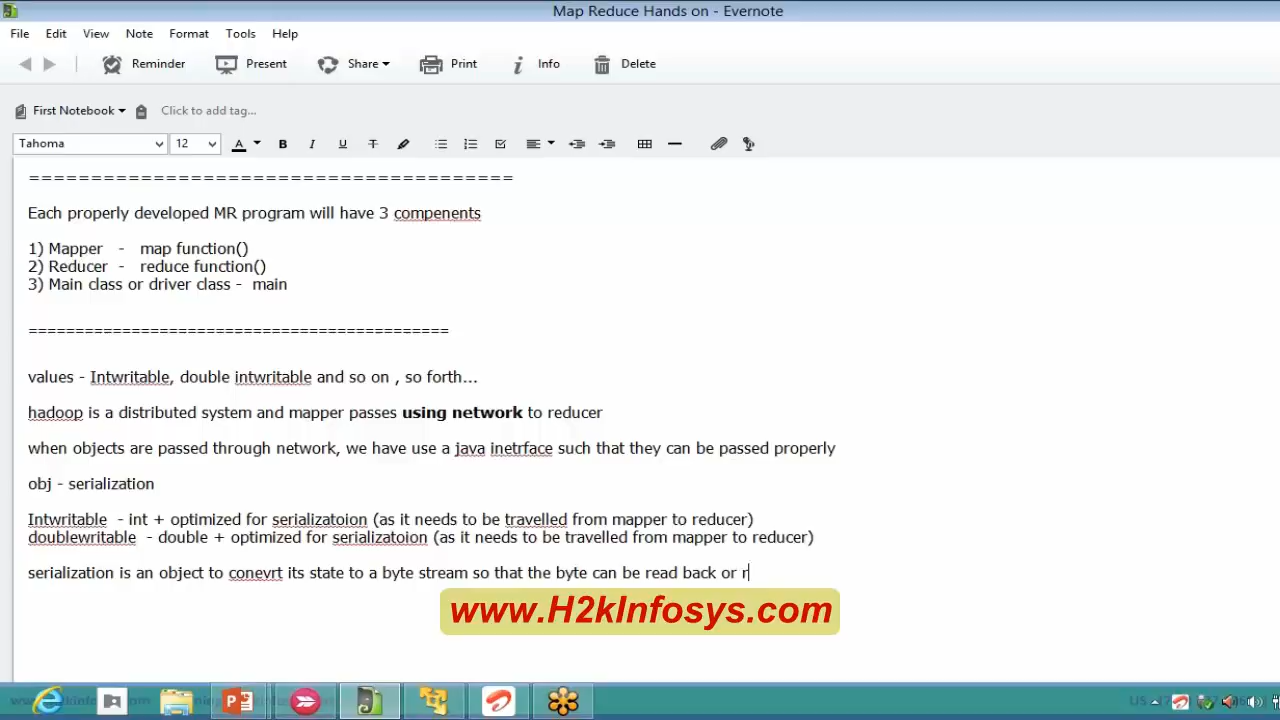 Map Reduce Hands on - Evernote
File Edit View Note Format Tools Help
Reminder Present Share Print Info Delete
First Notebook Click to add tag...
Tahoma 12 A B I U T
=======================================
Each properly developed MR program will have 3 compenents
1) Mapper - map function()
2) Reducer - reduce function()
3) Main class or driver class - main
=============================================
values - Intwritable, double intwritable and so on , so forth...
hadoop is a distributed system and mapper passes using network to reducer
when objects are passed through network, we have use a java inetrface such that they can be passed properly
obj - serialization
Intwritable - int + optimized for serializatoion (as it needs to be travelled from mapper to reducer)
doublewritable - double + optimized for serializatoion (as it needs to be travelled from mapper to reducer)
serialization is an object to conevrt its state to a byte stream so that the byte can be read back or r
www.H2kInfosys.com